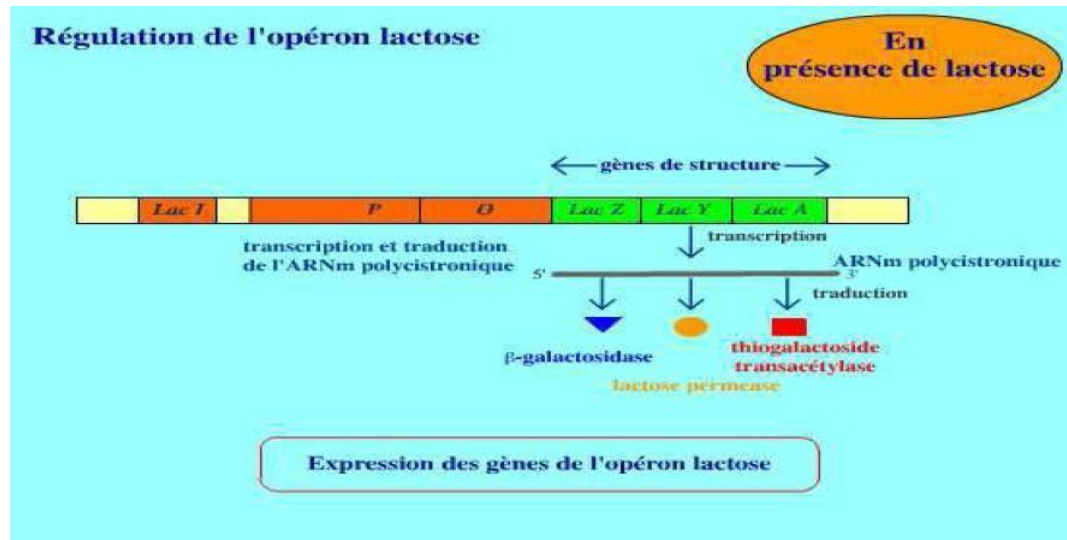 Régulation de l'opéron lactose
En
présence de lactose
gènes de structure
Lac I
P
O
Lac Z
Lac Y
Lac A
transcription et traduction
de l'ARNm polycistronique
transcription
5'
3'
ARNm polycistronique
traduction
β-galactosidase
lactose perméase
thiogalactoside
transacétylase
Expression des gènes de l'opéron lactose